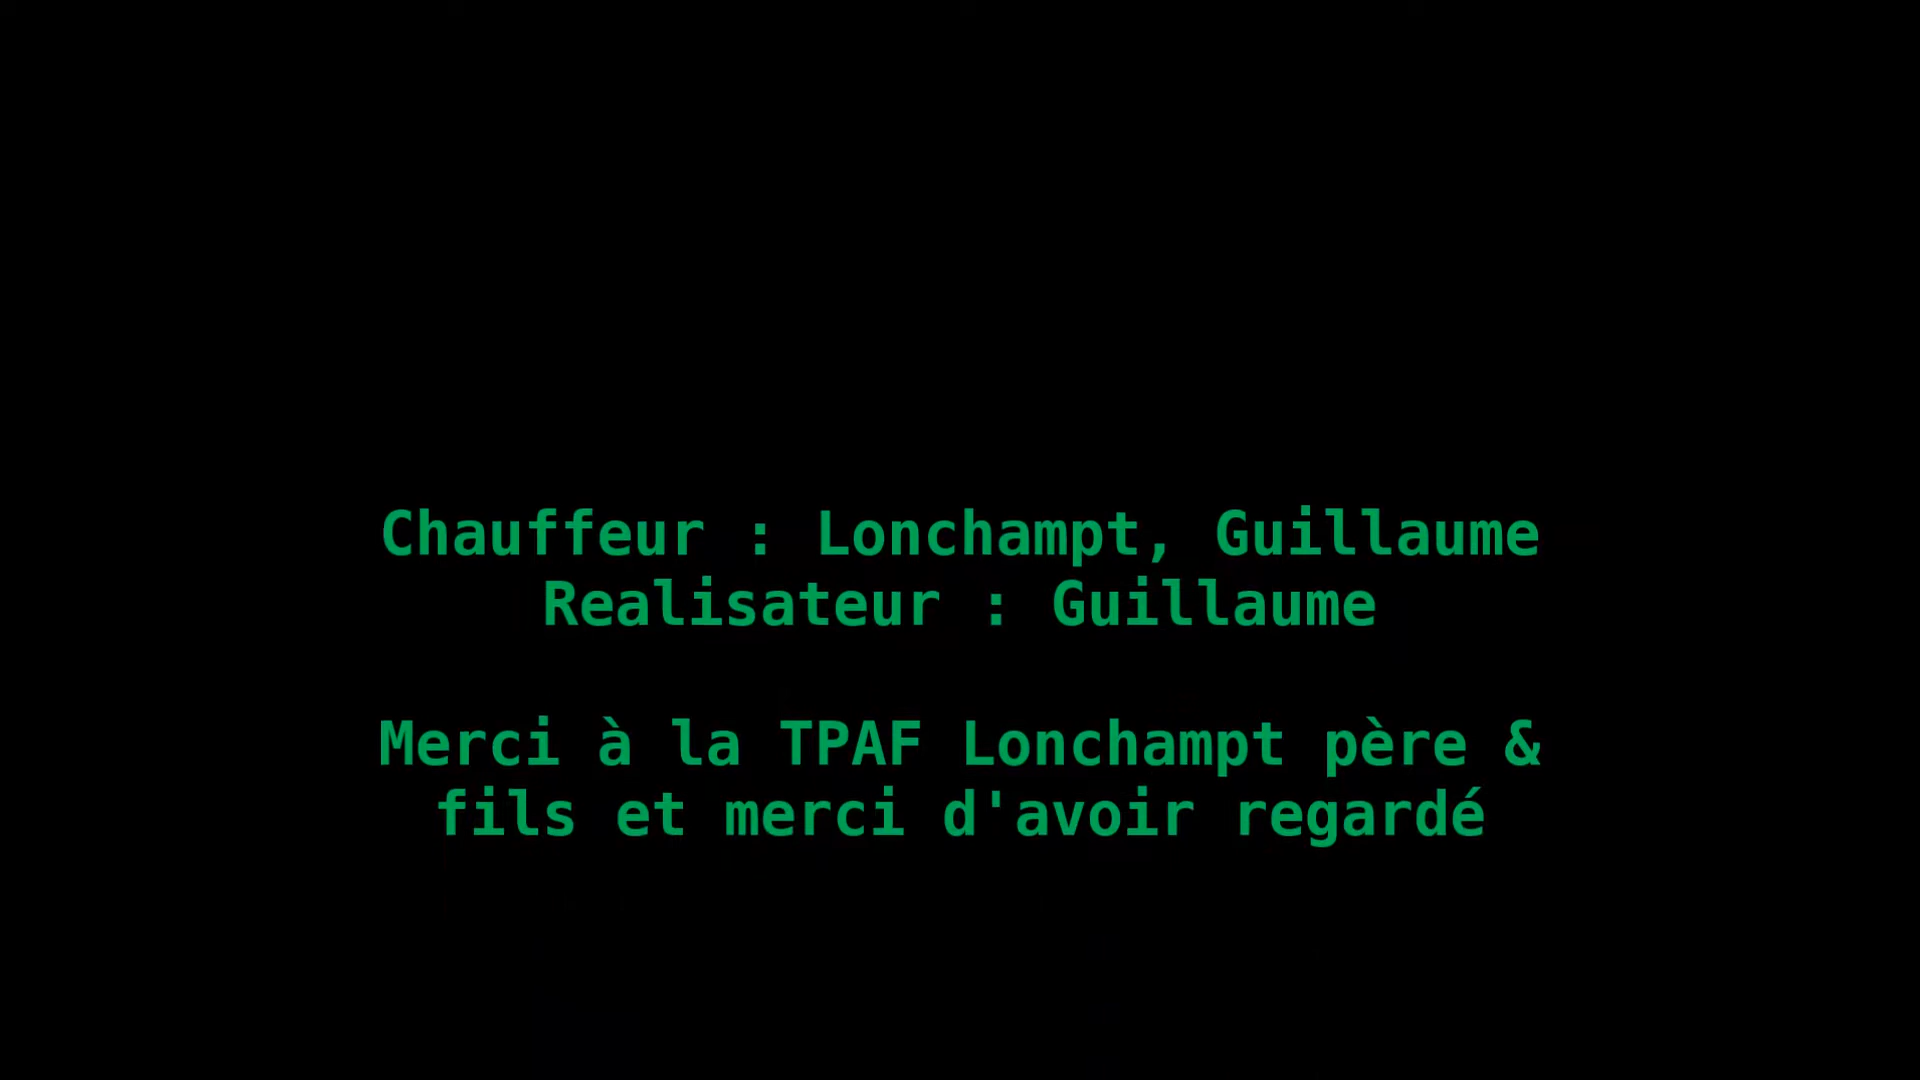 Chauffeur : Lonchampt, Guillaume
Realisateur : Guillaume
Merci à la TPAF Lonchampt père &
fils et merci d'avoir regardé